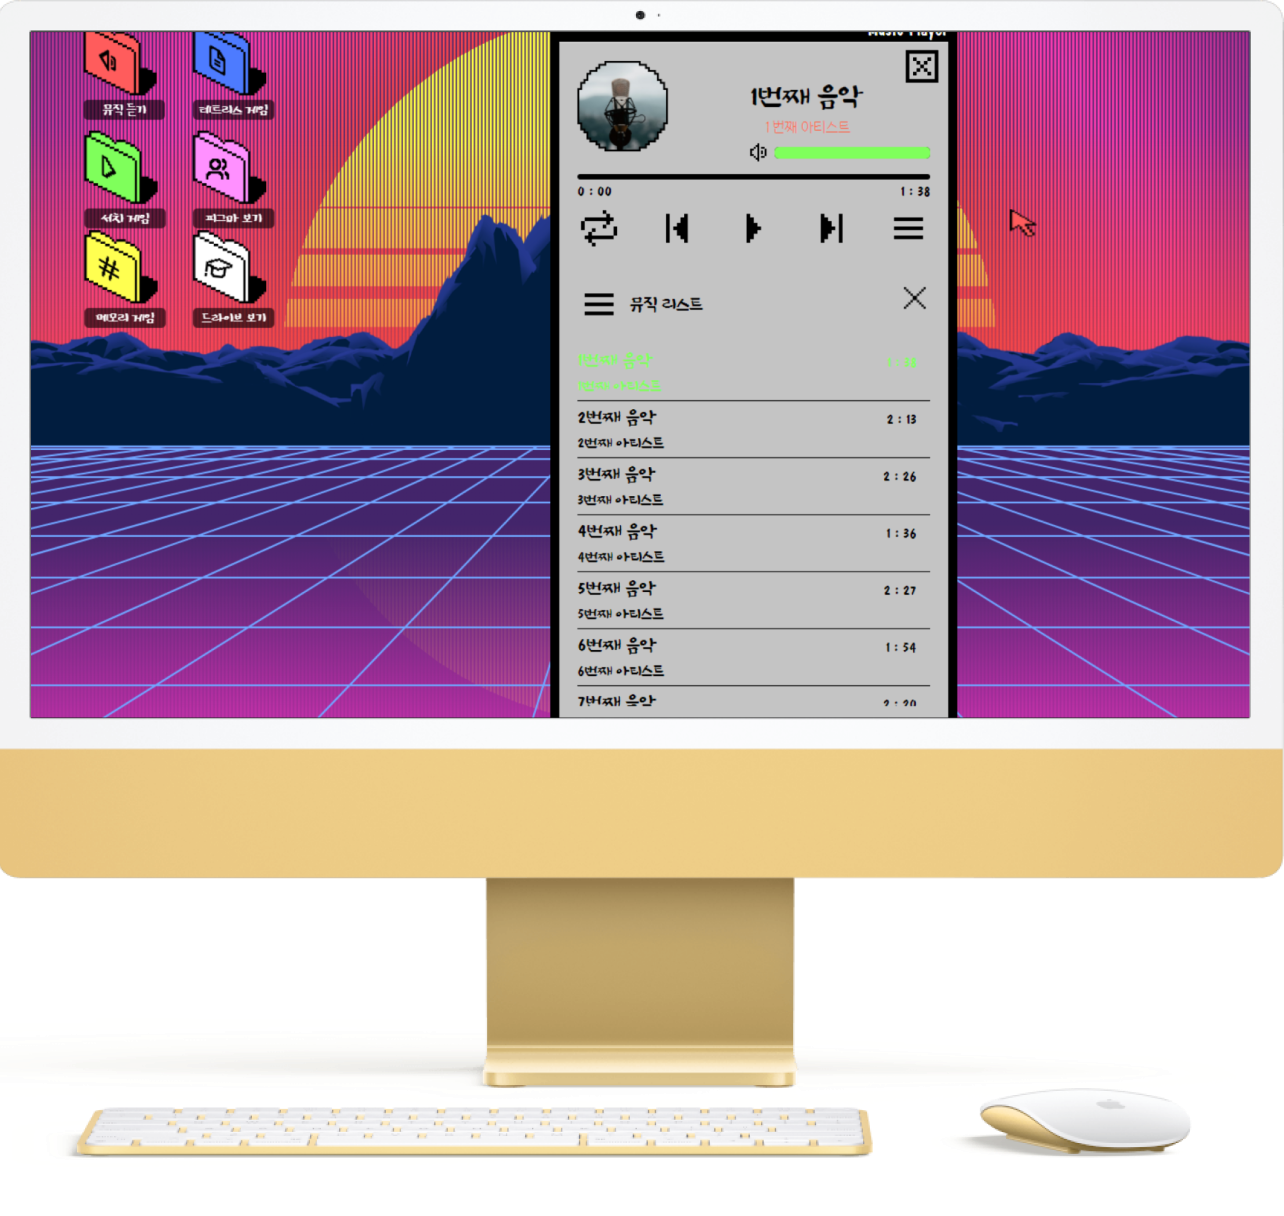 Music Player
뮤직 듣기
테트리스 게임
서치 게임
피그마 보기
메모리 게임
드라이브 보기
1번째 음악
1번째 아티스트
0:00
1:38
뮤직 리스트
1번째 음악
1:38
1번째 아티스트
2번째 음악
2:13
2번째 아티스트
3번째 음악
2:26
3번째 아티스트
4번째 음악
1:36
4번째 아티스트
5번째 음악
2:27
5번째 아티스트
6번째 음악
1:54
6번째 아티스트
7번째 음악
2:20